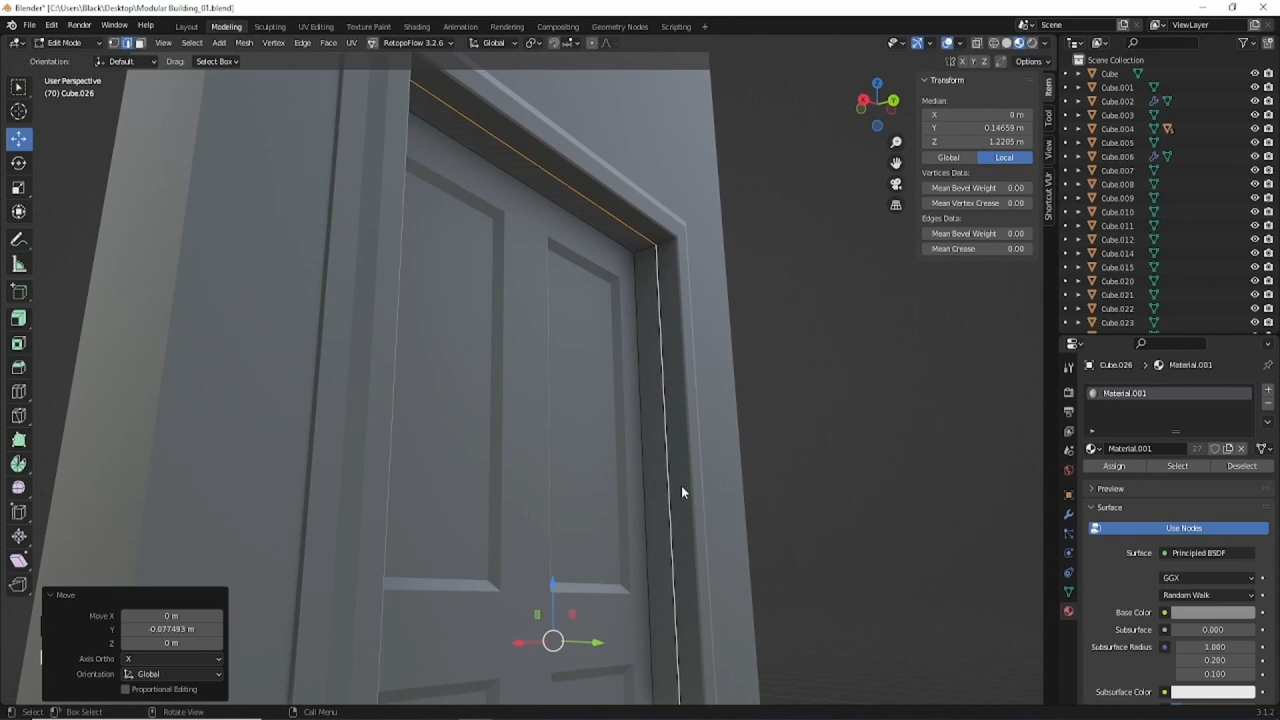 Blender* [C:\Users\Black\Desktop\Modular Building_01.blend]
File Edit Render Window Help Layout Modeling Sculpting UV Editing Texture Paint Shading Animation Rendering Compositing Geometry Nodes Scripting + Scene ViewLayer
Edit Mode View Select Add Mesh Vertex Edge Face UV RetopoFlow 3.2.6 Global
Orientation: Default Drag: Select Box X Y Z Options
User Perspective
(70) Cube.026
Z
X Y
Transform
Median:
X 0 m
Y 0.14659 m
Z 1.2205 m
Global Local
Vertices Data:
Mean Bevel Weight 0.00
Mean Vertex Crease 0.00
Edges Data:
Mean Bevel Weight 0.00
Mean Crease 0.00
Item
Tool
View
Shortcut VUr
Scene Collection
Cube
Cube.001
Cube.002
Cube.003
Cube.004
Cube.005
Cube.006
Cube.007
Cube.008
Cube.009
Cube.010
Cube.011
Cube.012
Cube.014
Cube.015
Cube.020
Cube.021
Cube.022
Cube.023
Cube.026 > Material.001
Material.001
Material.001 27
Assign Select Deselect
Preview
Surface
Use Nodes
Surface Principled BSDF
GGX
Random Walk
Base Color
Subsurface 0.000
Subsurface Radius 1.000
0.200
0.100
Subsurface Color
Move
Move X 0 m
Y -0.077493 m
Z 0 m
Axis Ortho X
Orientation Global
Proportional Editing
Select Box Select Rotate View Call Menu 3.1.2